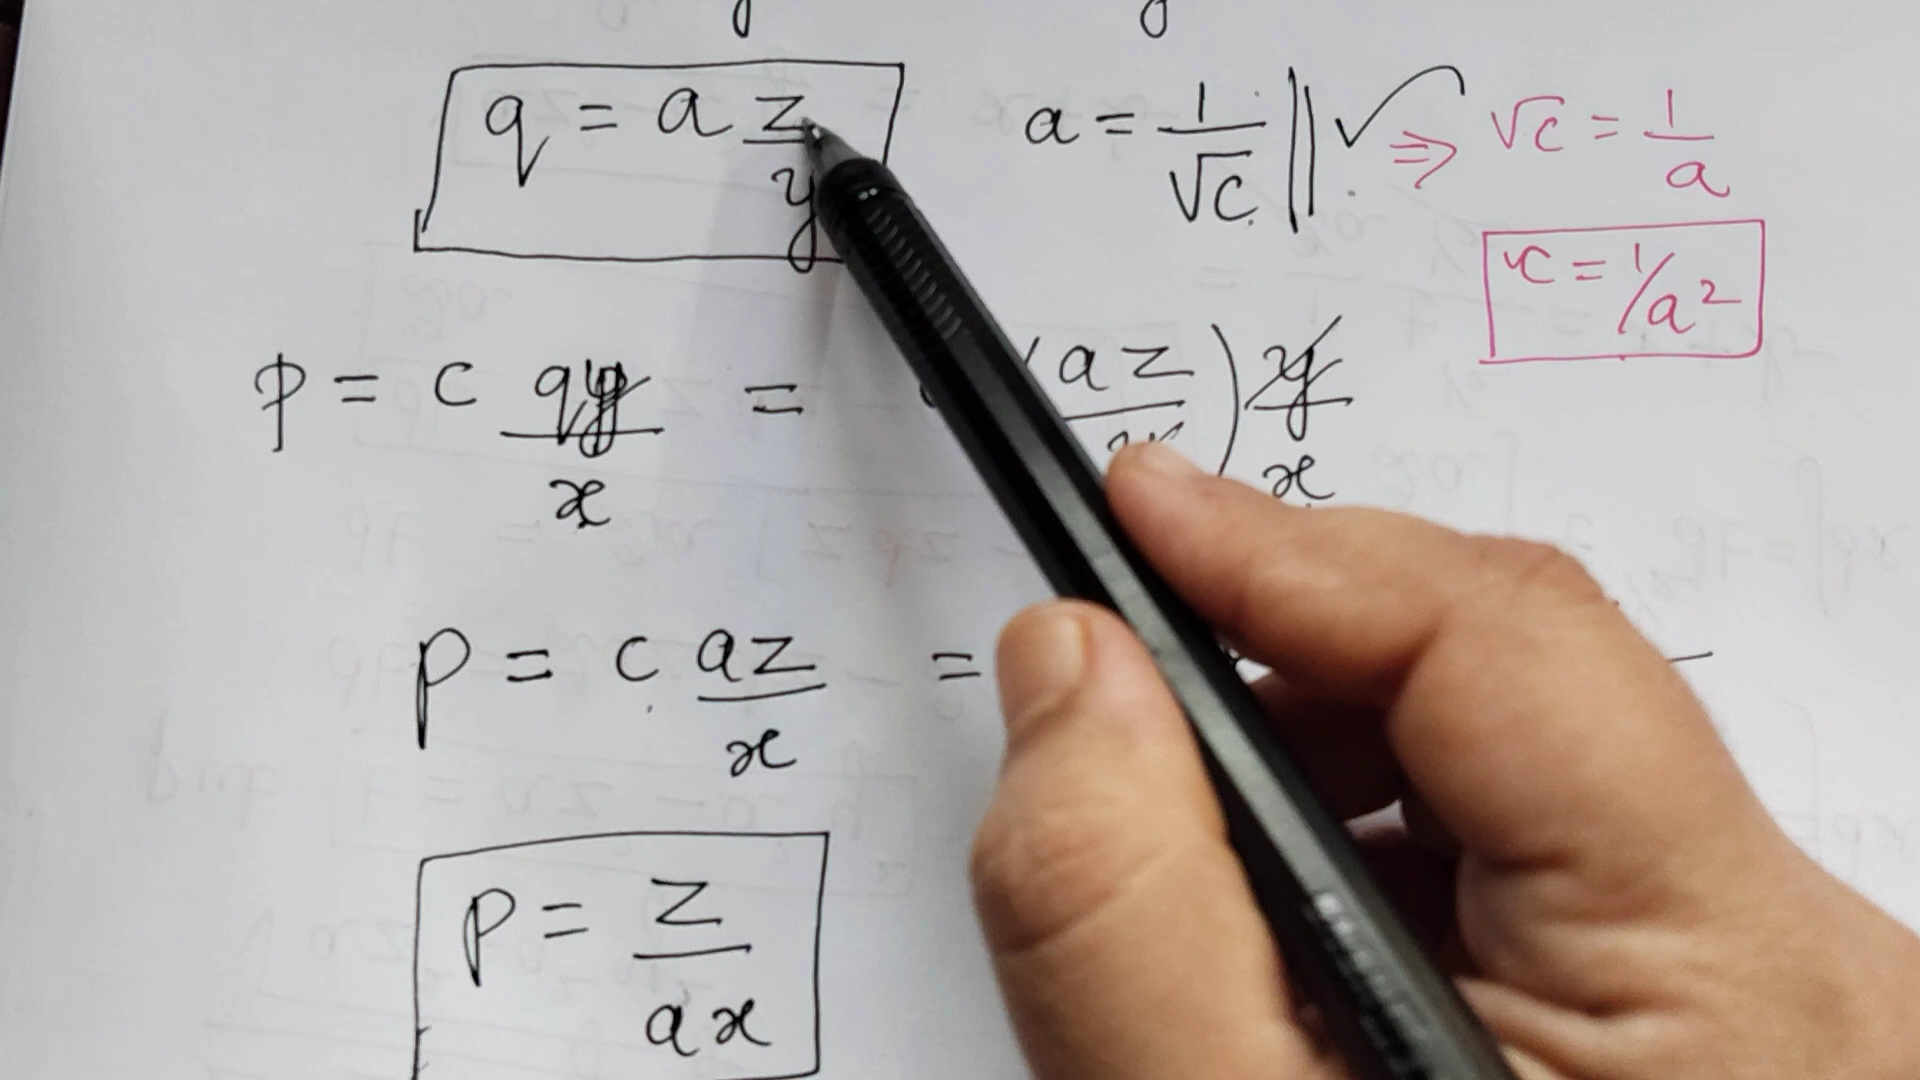 q = a z/y a = 1/√c || ✓ ⇒ √c = 1/a
c = 1/a²
p = c qy/x = (az/y) y/x
p = c az/x =
p = z/ax